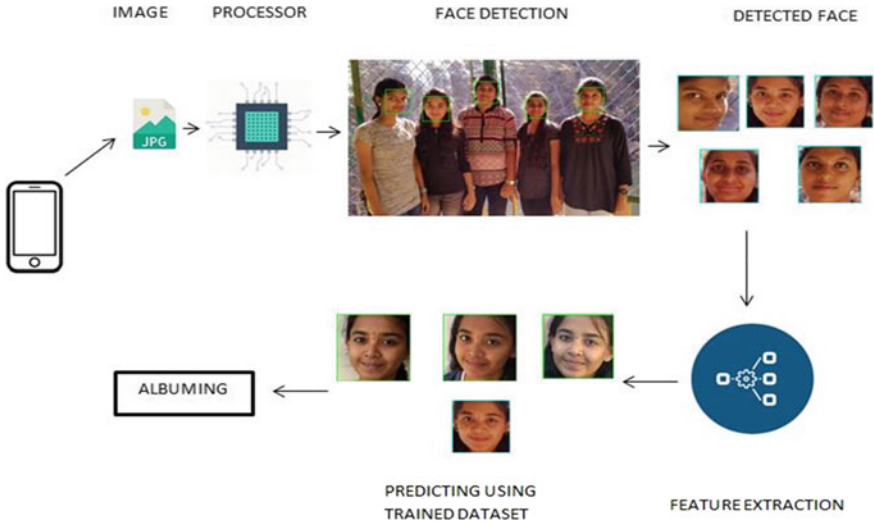 IMAGE
PROCESSOR
FACE DETECTION
DETECTED FACE
JPG
ALBUMING
PREDICTING USING
TRAINED DATASET
FEATURE EXTRACTION